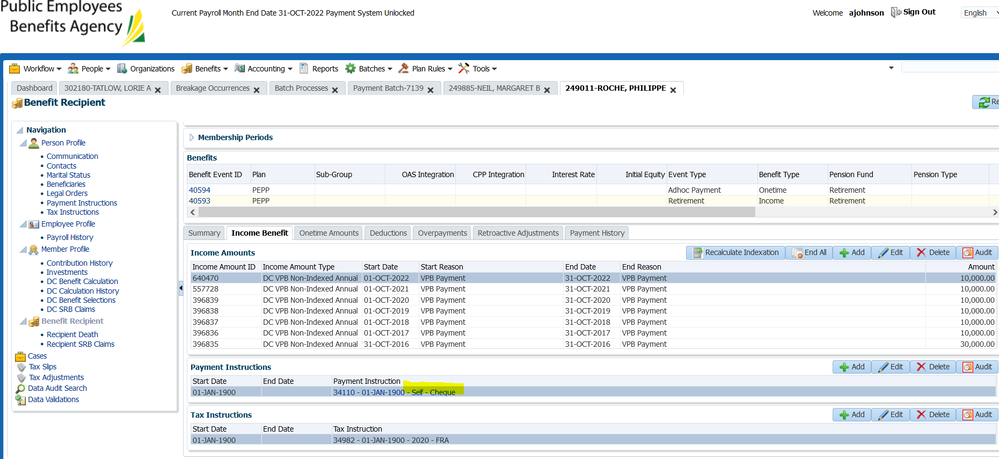 Public Employees
Benefits Agency
Current Payroll Month End Date 31-OCT-2022 Payment System Unlocked
Welcome ajohnson Sign Out English
Workflow People Organizations Benefits Accounting Reports Batches Plan Rules Tools
Dashboard 302180-TATLOW, LORIE A Breakage Occurrences Batch Processes Payment Batch-7139 249885-NEIL, MARGARET B 249011-ROCHE, PHILIPPE
Benefit Recipient
Re
Navigation
Person Profile
Communication
Contacts
Marital Status
Beneficiaries
Legal Orders
Payment Instructions
Tax Instructions
Employee Profile
Payroll History
Member Profile
Contribution History
Investments
DC Benefit Calculation
DC Calculation History
DC Benefit Selections
DC SRB Claims
Benefit Recipient
Recipient Death
Recipient SRB Claims
Cases
Tax Slips
Tax Adjustments
Data Audit Search
Data Validations
Membership Periods
Benefits
Benefit Event ID Plan Sub-Group OAS Integration CPP Integration Interest Rate Initial Equity Event Type Benefit Type Pension Fund Pension Type
40594 PEPP Adhoc Payment Onetime Retirement
40593 PEPP Retirement Income Retirement
Summary Income Benefit Onetime Amounts Deductions Overpayments Retroactive Adjustments Payment History
Income Amounts Recalculate Indexation End All Add Edit Delete Audit
Income Amount ID Income Amount Type Start Date Start Reason End Date End Reason Amount
640470 DC VPB Non-Indexed Annual 01-OCT-2022 VPB Payment 31-OCT-2022 VPB Payment 10,000.00
557728 DC VPB Non-Indexed Annual 01-OCT-2021 VPB Payment 31-OCT-2021 VPB Payment 10,000.00
396839 DC VPB Non-Indexed Annual 01-OCT-2020 VPB Payment 31-OCT-2020 VPB Payment 10,000.00
396838 DC VPB Non-Indexed Annual 01-OCT-2019 VPB Payment 31-OCT-2019 VPB Payment 10,000.00
396837 DC VPB Non-Indexed Annual 01-OCT-2018 VPB Payment 31-OCT-2018 VPB Payment 10,000.00
396836 DC VPB Non-Indexed Annual 01-OCT-2017 VPB Payment 31-OCT-2017 VPB Payment 10,000.00
396835 DC VPB Non-Indexed Annual 31-OCT-2016 VPB Payment 31-OCT-2016 VPB Payment 30,000.00
Payment Instructions Add Edit Delete Audit
Start Date End Date Payment Instruction
01-JAN-1900 34110 - 01-JAN-1900 - Self - Cheque
Tax Instructions Add Edit Delete Audit
Start Date End Date Tax Instruction
01-JAN-1900 34982 - 01-JAN-1900 - 2020 - FRA